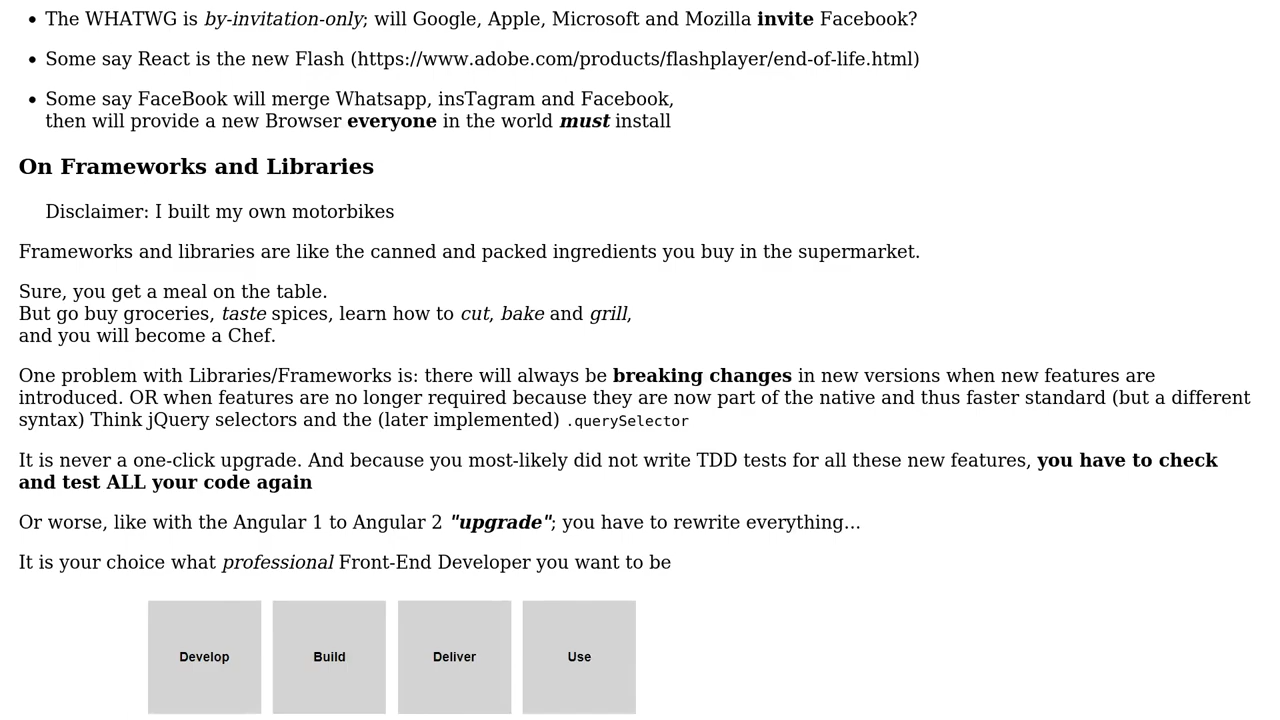 The WHATWG is by-invitation-only; will Google, Apple, Microsoft and Mozilla invite Facebook?
Some say React is the new Flash (https://www.adobe.com/products/flashplayer/end-of-life.html)
Some say FaceBook will merge Whatsapp, insTagram and Facebook,
then will provide a new Browser everyone in the world must install
On Frameworks and Libraries
Disclaimer: I built my own motorbikes
Frameworks and libraries are like the canned and packed ingredients you buy in the supermarket.
Sure, you get a meal on the table.
But go buy groceries, taste spices, learn how to cut, bake and grill,
and you will become a Chef.
One problem with Libraries/Frameworks is: there will always be breaking changes in new versions when new features are
introduced. OR when features are no longer required because they are now part of the native and thus faster standard (but a different
syntax) Think jQuery selectors and the (later implemented) .querySelector
It is never a one-click upgrade. And because you most-likely did not write TDD tests for all these new features, you have to check
and test ALL your code again
Or worse, like with the Angular 1 to Angular 2 "upgrade"; you have to rewrite everything...
It is your choice what professional Front-End Developer you want to be
Develop Build Deliver Use